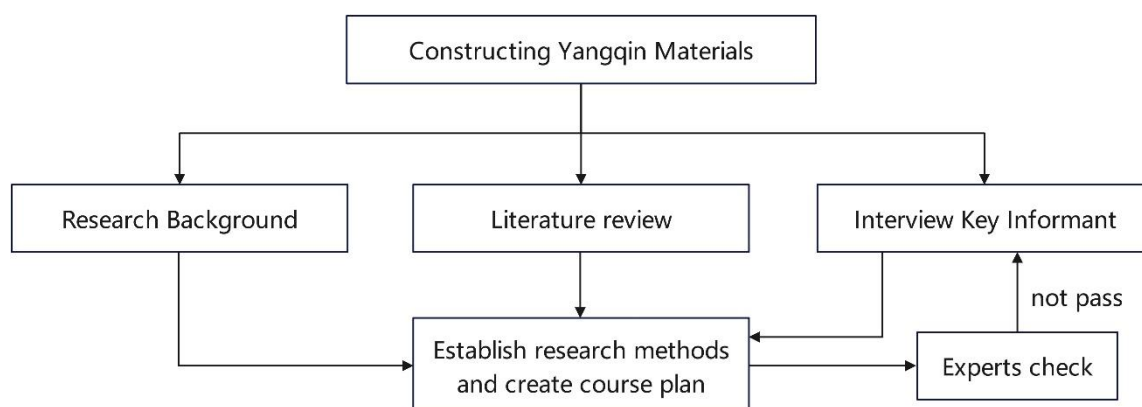 Constructing Yangqin Materials
Research Background
Literature review
Interview Key Informant
not pass
Establish research methods
and create course plan
Experts check